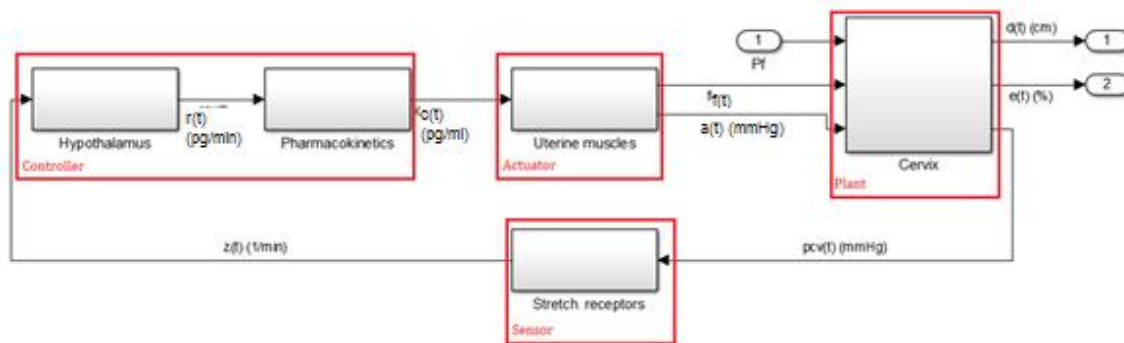 d(t) (cm)
1
1
Pf
e(t) (%)
2
r(t)
(pg/min)
c(t)
(pg/ml)
f(t)
a(t) (mmHg)
Hypothalamus
Pharmacokinetics
Uterine muscles
Cervix
Controller
Actuator
Plant
z(t) (1/min)
pcv(t) (mmHg)
Stretch receptors
Sensor